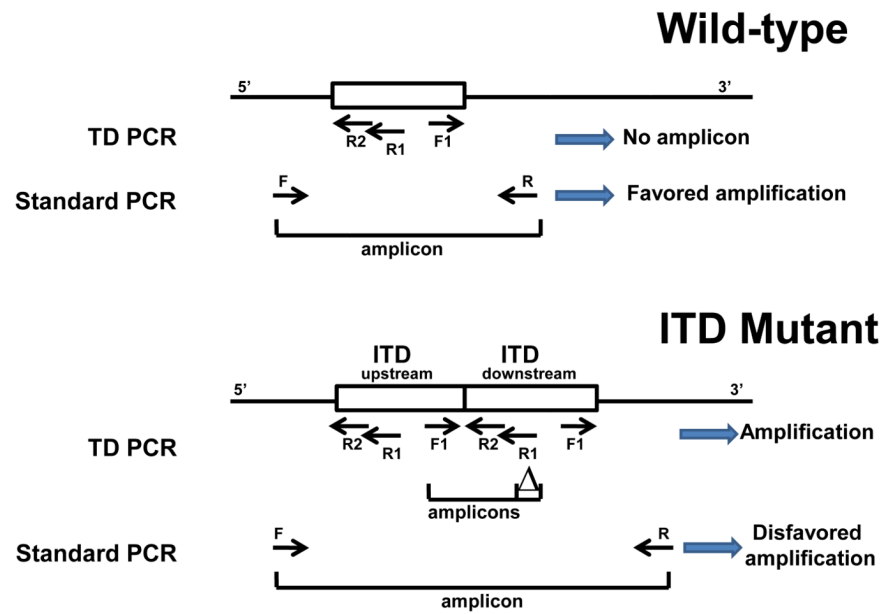 Wild-type
5’ 3’
TD PCR R2 R1 F1 No amplicon
Standard PCR F R Favored amplification
amplicon
ITD Mutant
ITD ITD
upstream downstream
5’ 3’
TD PCR R2 R1 F1 R2 R1 F1 Amplification
Δ
amplicons
Standard PCR F R Disfavored
amplification
amplicon